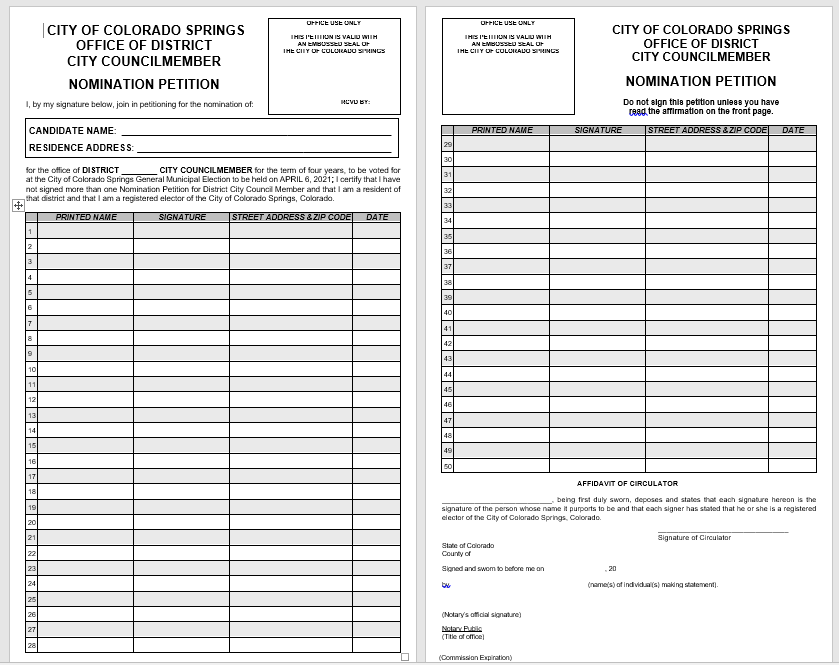 CITY OF COLORADO SPRINGS
OFFICE OF DISTRICT
CITY COUNCILMEMBER
NOMINATION PETITION
I, by my signature below, join in petitioning for the nomination of:
OFFICE USE ONLY
THIS PETITION IS VALID WITH
AN EMBOSSED SEAL OF
THE CITY OF COLORADO SPRINGS
RCVD BY:
CANDIDATE NAME: ____
RESIDENCE ADDRESS: ____
for the office of DISTRICT ____ CITY COUNCILMEMBER for the term of four years, to be voted for
at the City of Colorado Springs General Municipal Election to be held on APRIL 6, 2021; I certify that I have
not signed more than one Nomination Petition for District City Council Member and that I am a resident of
that district and that I am a registered elector of the City of Colorado Springs, Colorado.
PRINTED NAME SIGNATURE STREET ADDRESS &ZIP CODE DATE
1
2
3
4
5
6
7
8
9
10
11
12
13
14
15
16
17
18
19
20
21
22
23
24
25
26
27
28
OFFICE USE ONLY
THIS PETITION IS VALID WITH
AN EMBOSSED SEAL OF
THE CITY OF COLORADO SPRINGS
CITY OF COLORADO SPRINGS
OFFICE OF DISRICT
CITY COUNCILMEMBER
NOMINATION PETITION
Do not sign this petition unless you have
read the affirmation on the front page.
PRINTED NAME SIGNATURE STREET ADDRESS &ZIP CODE DATE
29
30
31
32
33
34
35
36
37
38
39
40
41
42
43
44
45
46
47
48
49
50
AFFIDAVIT OF CIRCULATOR
____, being first duly sworn, deposes and states that each signature hereon is the
signature of the person whose name it purports to be and that each signer has stated that he or she is a registered
elector of the City of Colorado Springs, Colorado.
____
Signature of Circulator
State of Colorado
County of
Signed and sworn to before me on , 20
by (name(s) of individual(s) making statement).
(Notary's official signature)
Notary Public
(Title of office)
(Commission Expiration)